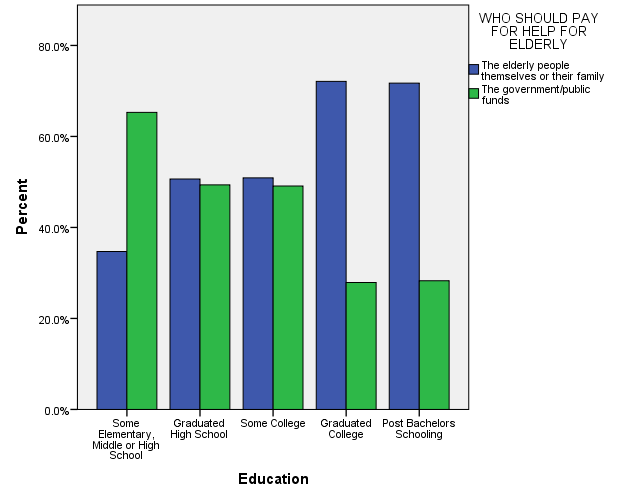 WHO SHOULD PAY
FOR HELP FOR
ELDERLY
The elderly people
themselves or their family
The government/public
funds
80.0%
60.0%
40.0%
20.0%
0.0%
Percent
Some
Elementary,
Middle or High
School
Graduated
High School
Some College
Graduated
College
Post Bachelors
Schooling
Education